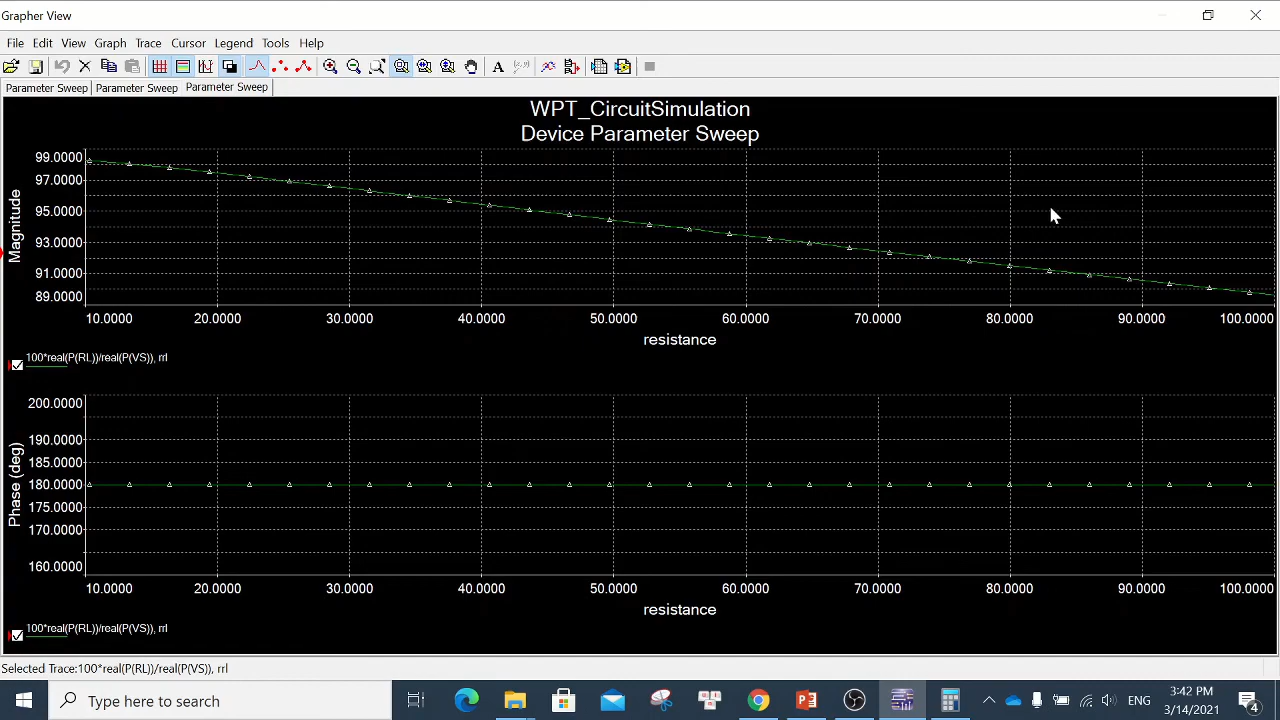 Grapher View
File Edit View Graph Trace Cursor Legend Tools Help
Parameter Sweep Parameter Sweep Parameter Sweep
WPT_CircuitSimulation
Device Parameter Sweep
Magnitude
99.0000
97.0000
95.0000
93.0000
91.0000
89.0000
10.0000 20.0000 30.0000 40.0000 50.0000 60.0000 70.0000 80.0000 90.0000 100.0000
resistance
100*real(P(RL))/real(P(VS)), rrl
Phase (deg)
200.0000
190.0000
185.0000
180.0000
175.0000
170.0000
160.0000
10.0000 20.0000 30.0000 40.0000 50.0000 60.0000 70.0000 80.0000 90.0000 100.0000
resistance
100*real(P(RL))/real(P(VS)), rrl
Selected Trace:100*real(P(RL))/real(P(VS)), rrl
Type here to search
ENG
3:42 PM
3/14/2021
4